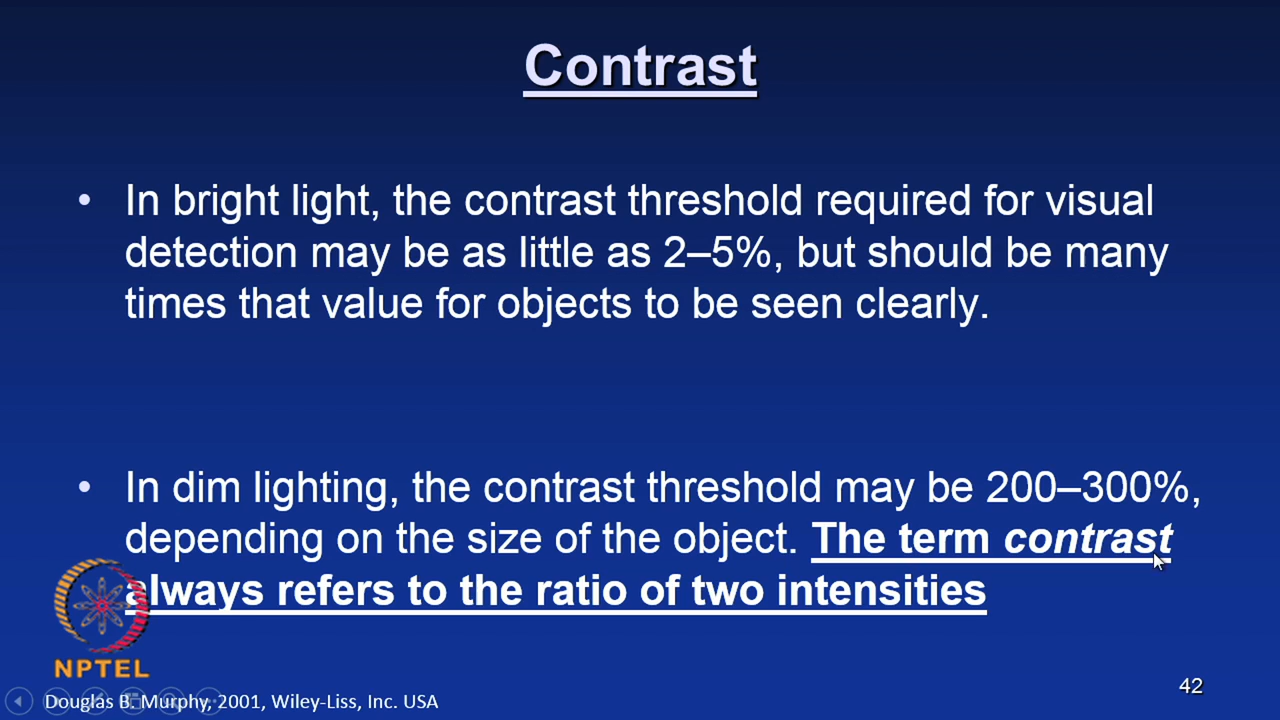 Contrast
• In bright light, the contrast threshold required for visual
detection may be as little as 2–5%, but should be many
times that value for objects to be seen clearly.
• In dim lighting, the contrast threshold may be 200–300%,
depending on the size of the object. The term contrast
always refers to the ratio of two intensities
NPTEL
42
Douglas B. Murphy, 2001, Wiley-Liss, Inc. USA